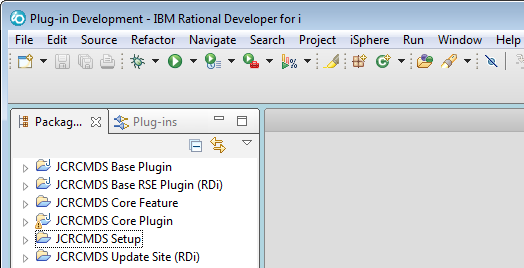 Plug-in Development - IBM Rational Developer for i
File Edit Source Refactor Navigate Search Project iSphere Run Window Help
Packag... Plug-ins
JCRCMDS Base Plugin
JCRCMDS Base RSE Plugin (RDi)
JCRCMDS Core Feature
JCRCMDS Core Plugin
JCRCMDS Setup
JCRCMDS Update Site (RDi)